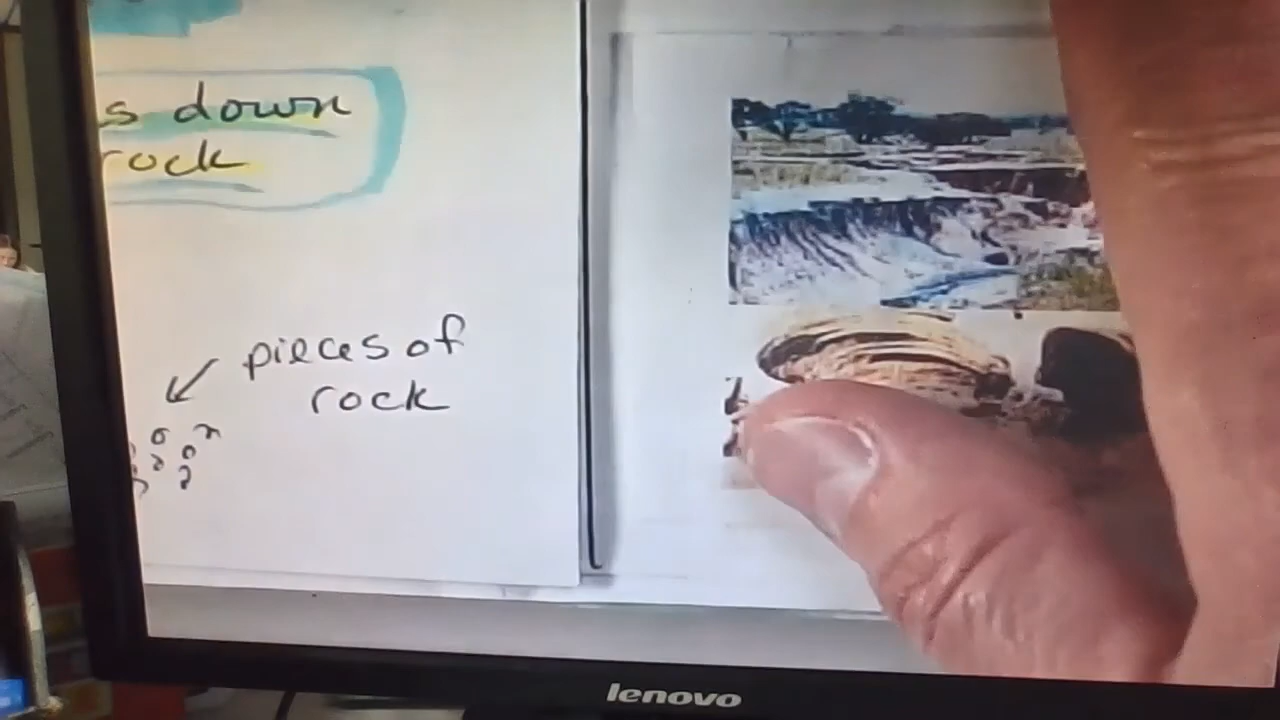 s down
rock
pieces of
rock
lenovo